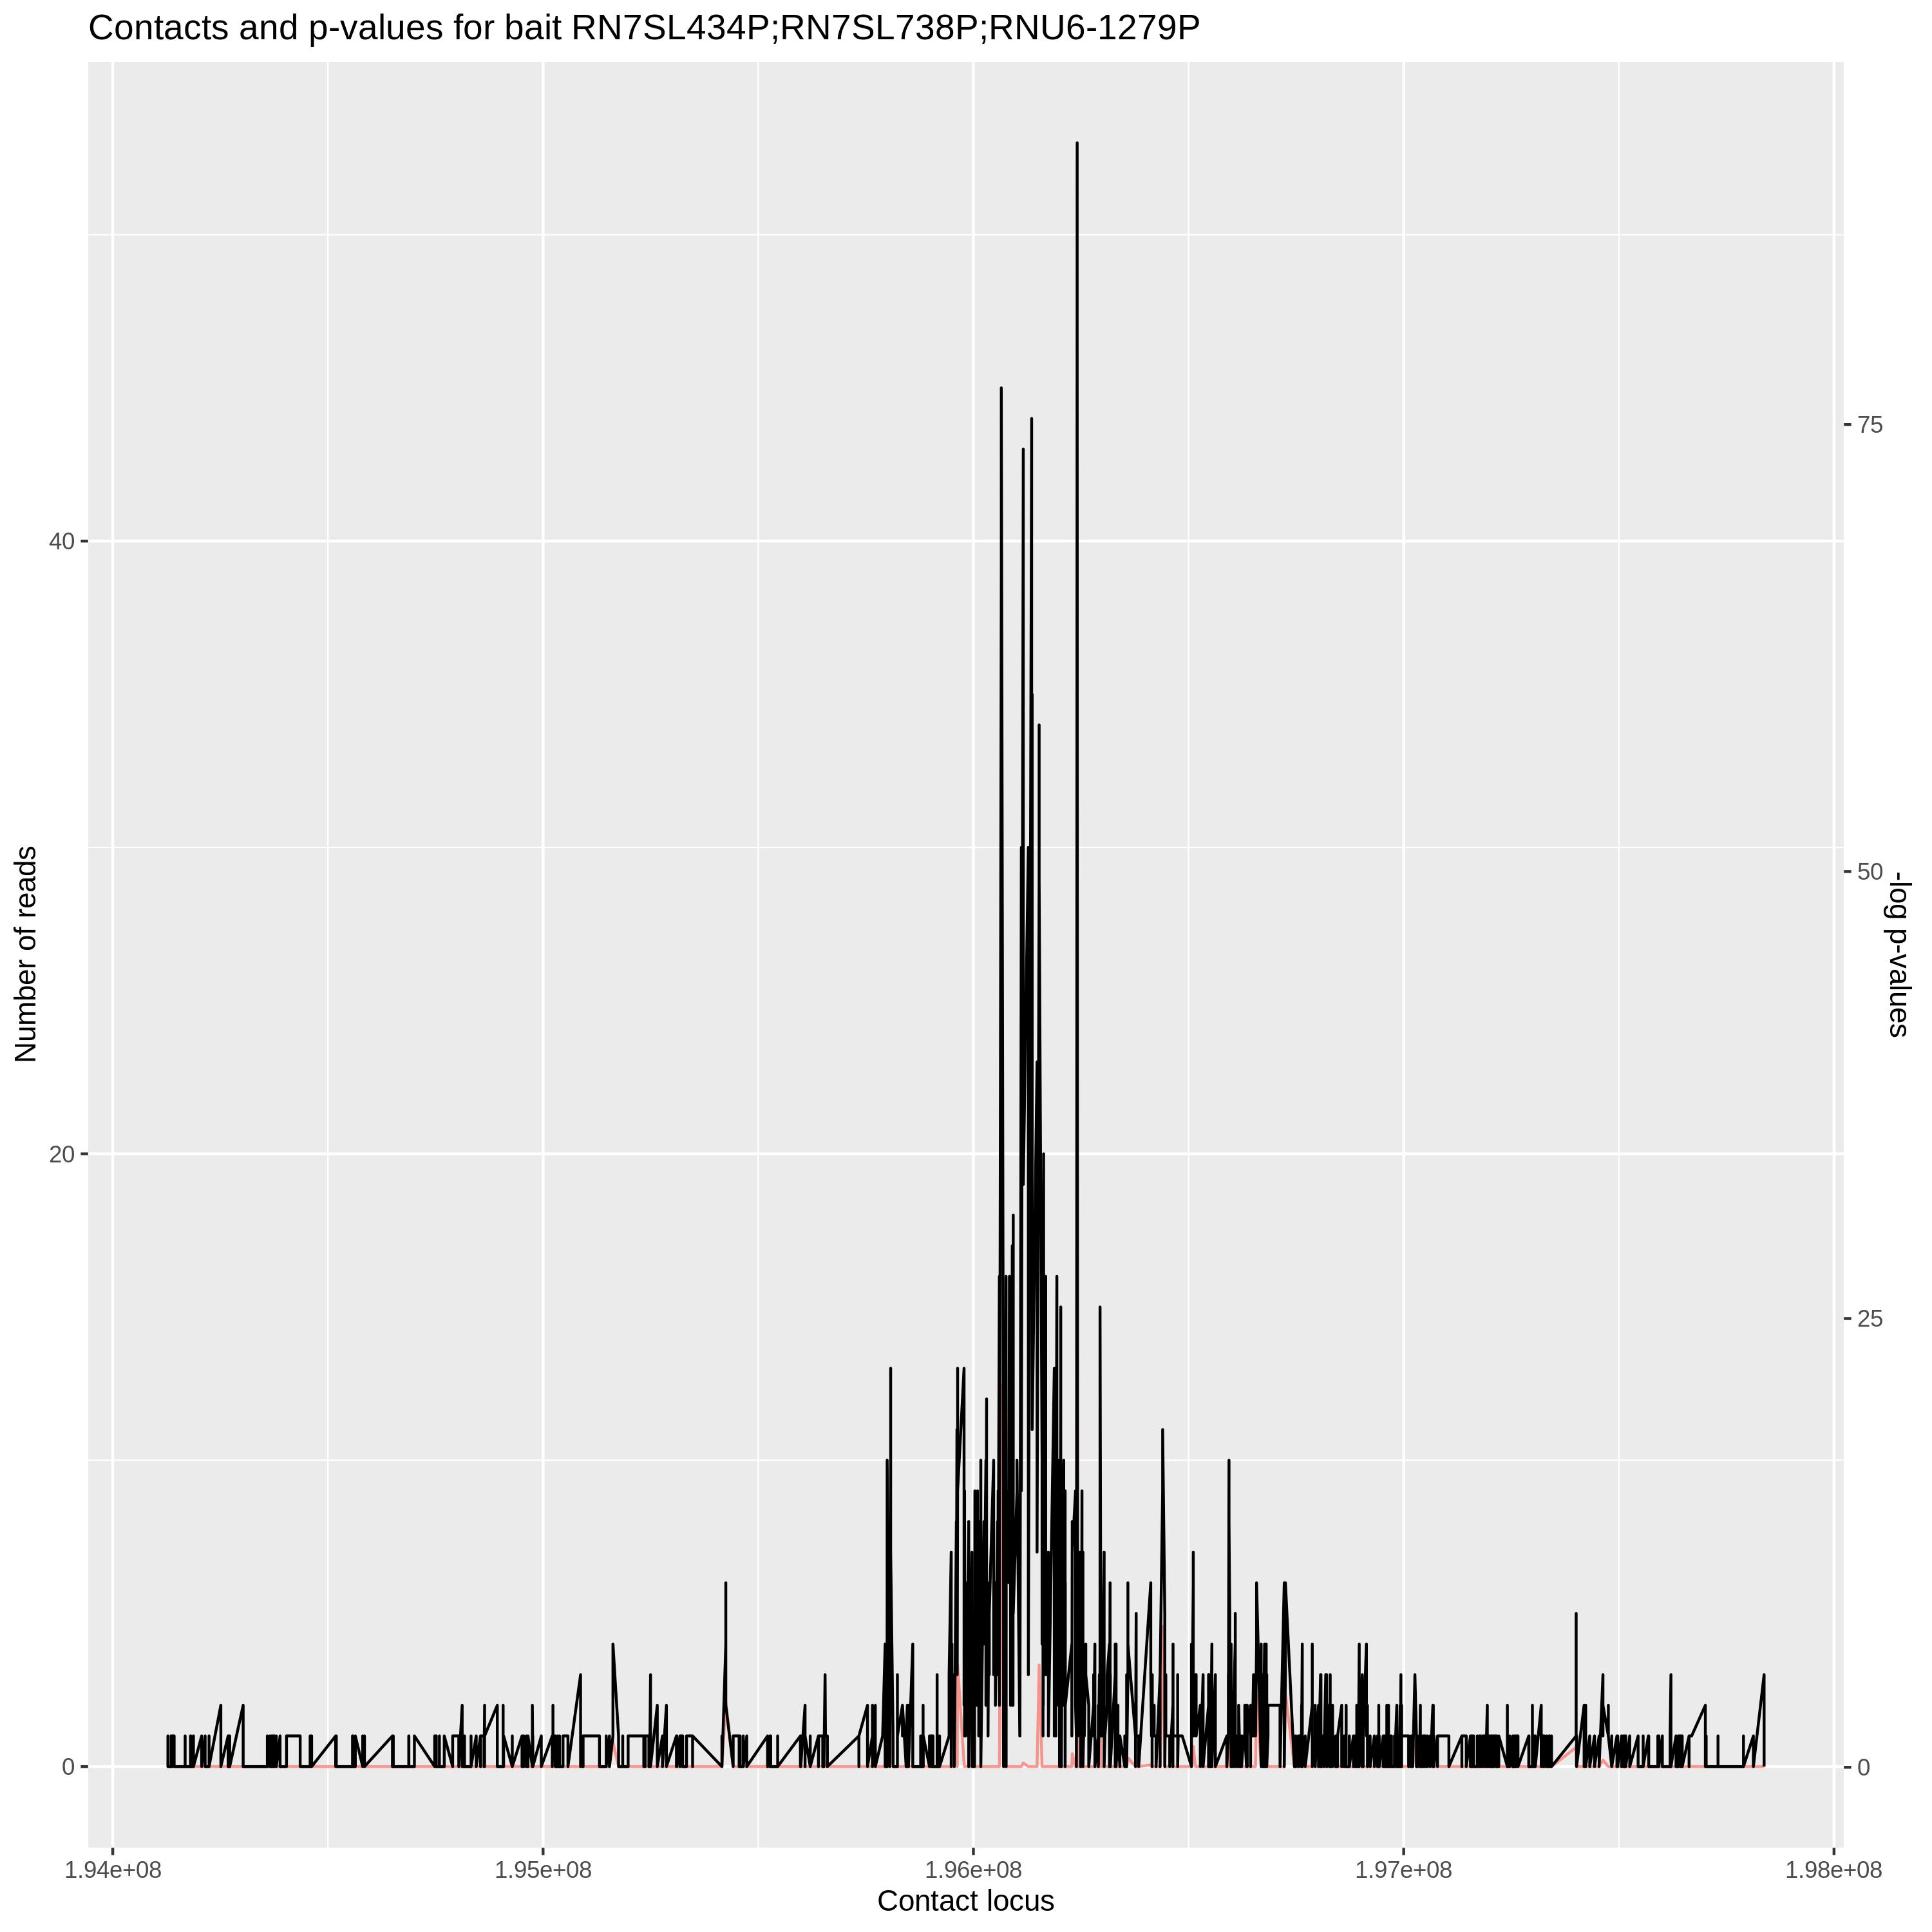 Contacts and p-values for bait RN7SL434P;RN7SL738P;RNU6-1279P
Number of reads
40
20
0
75
50
25
0
-log p-values
1.94e+08
1.95e+08
1.96e+08
1.97e+08
1.98e+08
Contact locus